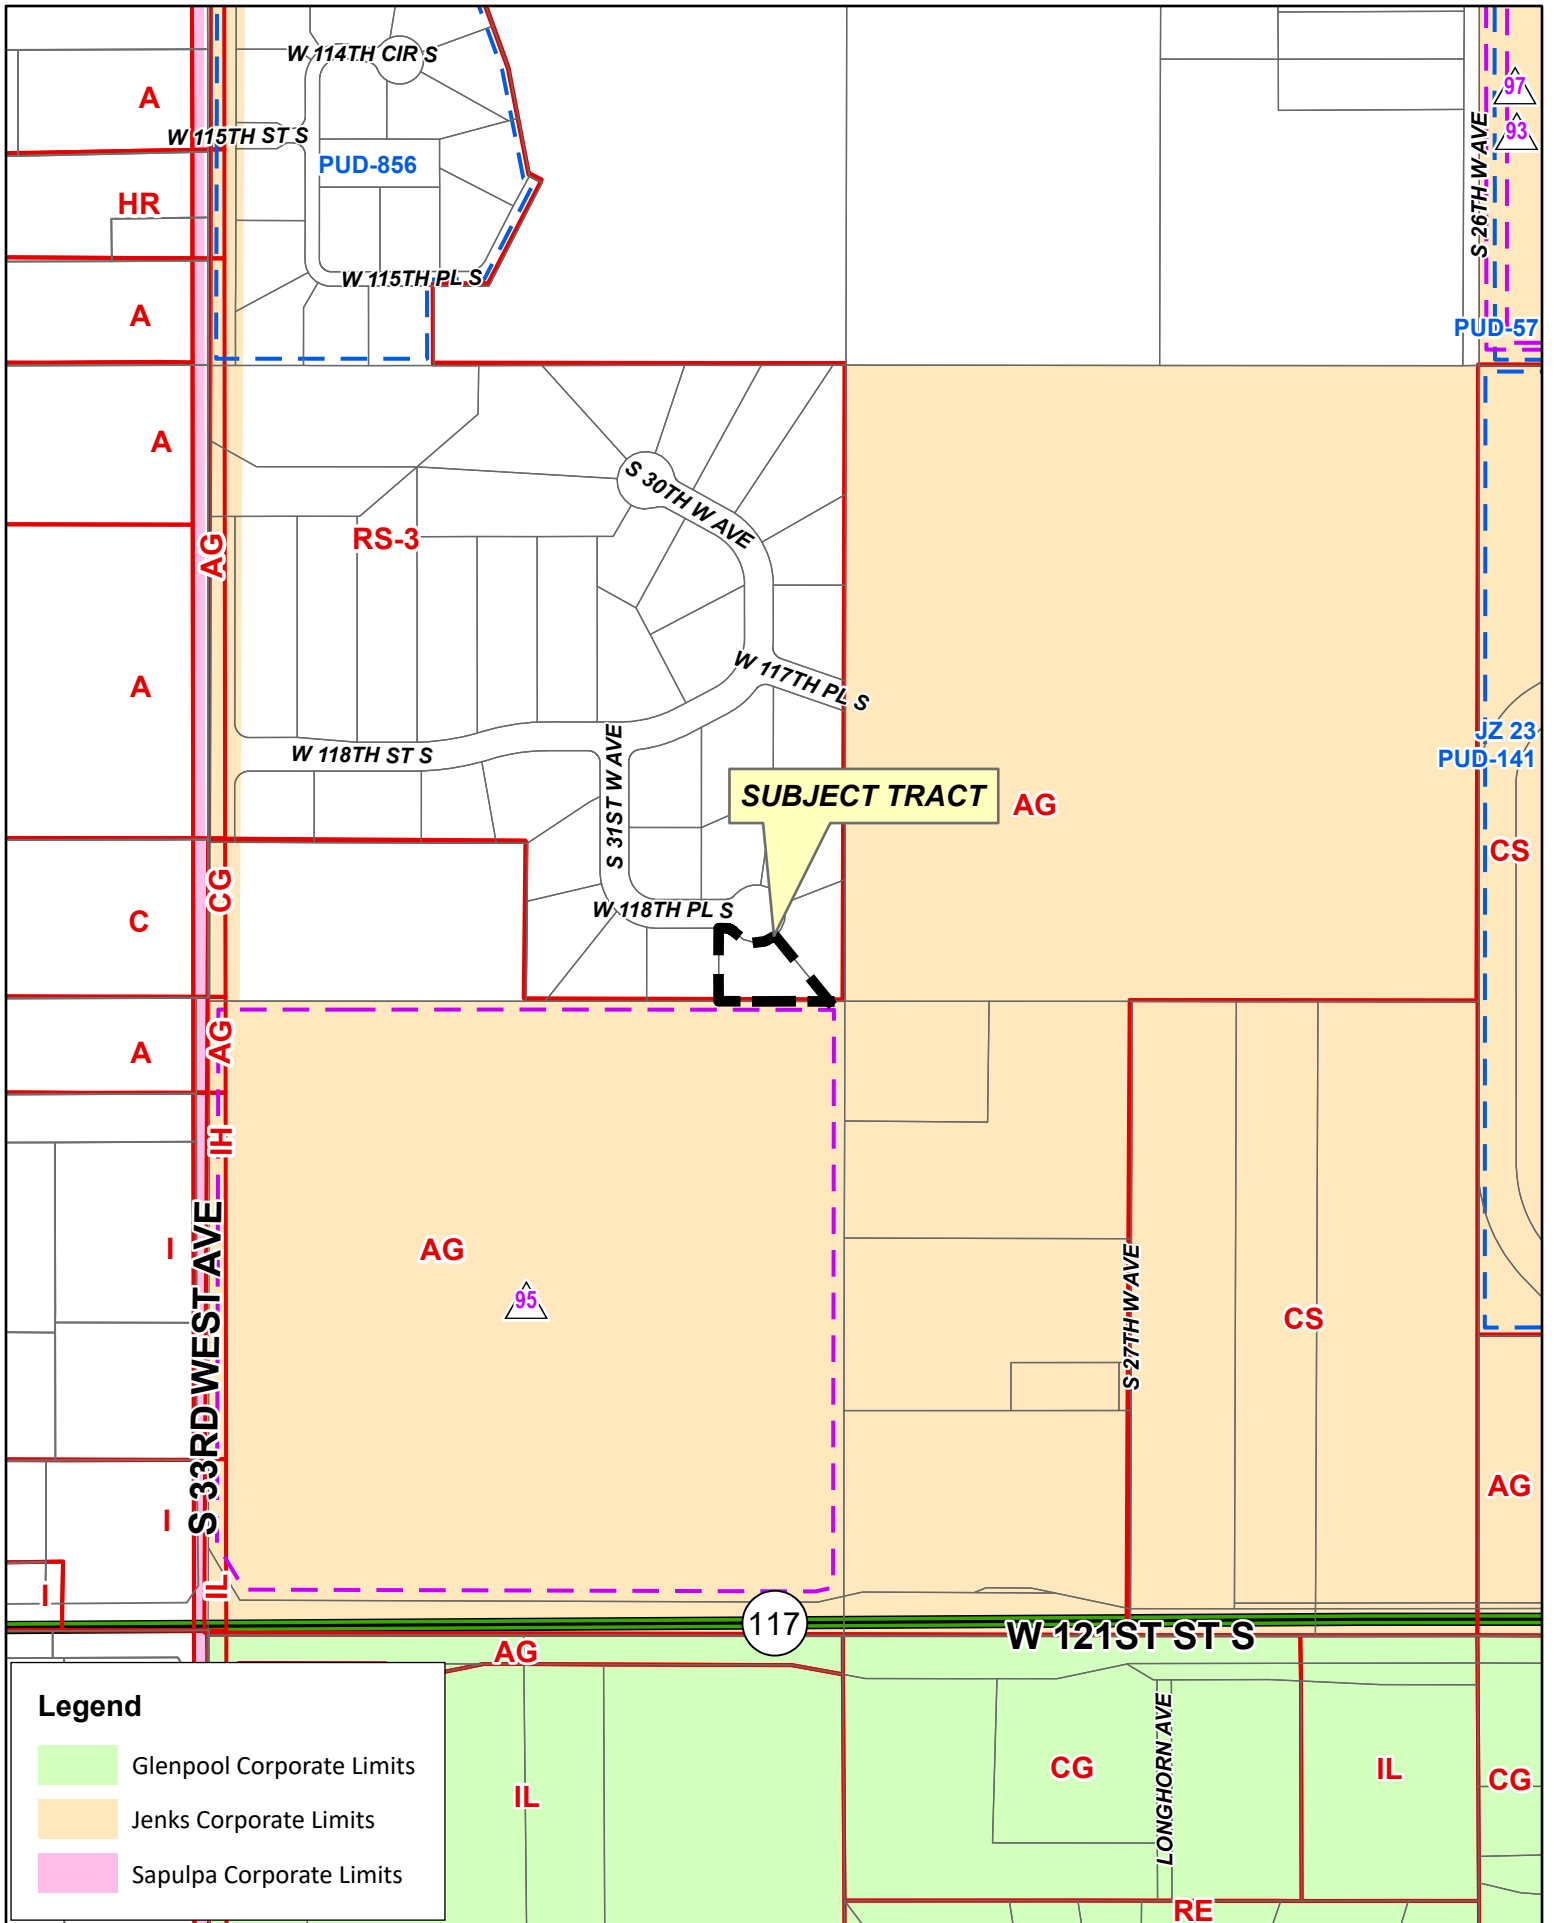 W 114TH CIR S
97
A
93
W 115TH ST S
PUD-856
S 26TH W AVE
HR
W 115TH PL S
A
PUD-57
A
S 30TH W AVE
RS-3
AG
W 117TH PL S
A
JZ 23
PUD-141
W 118TH ST S
S 31ST W AVE
SUBJECT TRACT
AG
CS
CG
W 118TH PL S
C
AG
A
IH
I
AG
95
S 27TH W AVE
CS
S 33RD WEST AVE
AG
I
IL
I
117
W 121ST ST S
AG
Legend
Glenpool Corporate Limits
Jenks Corporate Limits
Sapulpa Corporate Limits
IL
CG
LONGHORN AVE
IL
CG
RE